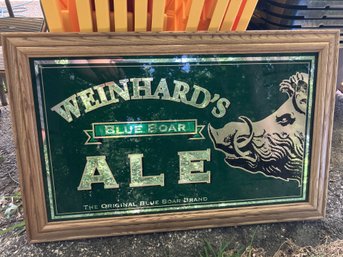 WEINHARD'S
BLUE BOAR
ALE
THE ORIGINAL BLUE BOAR BRAND